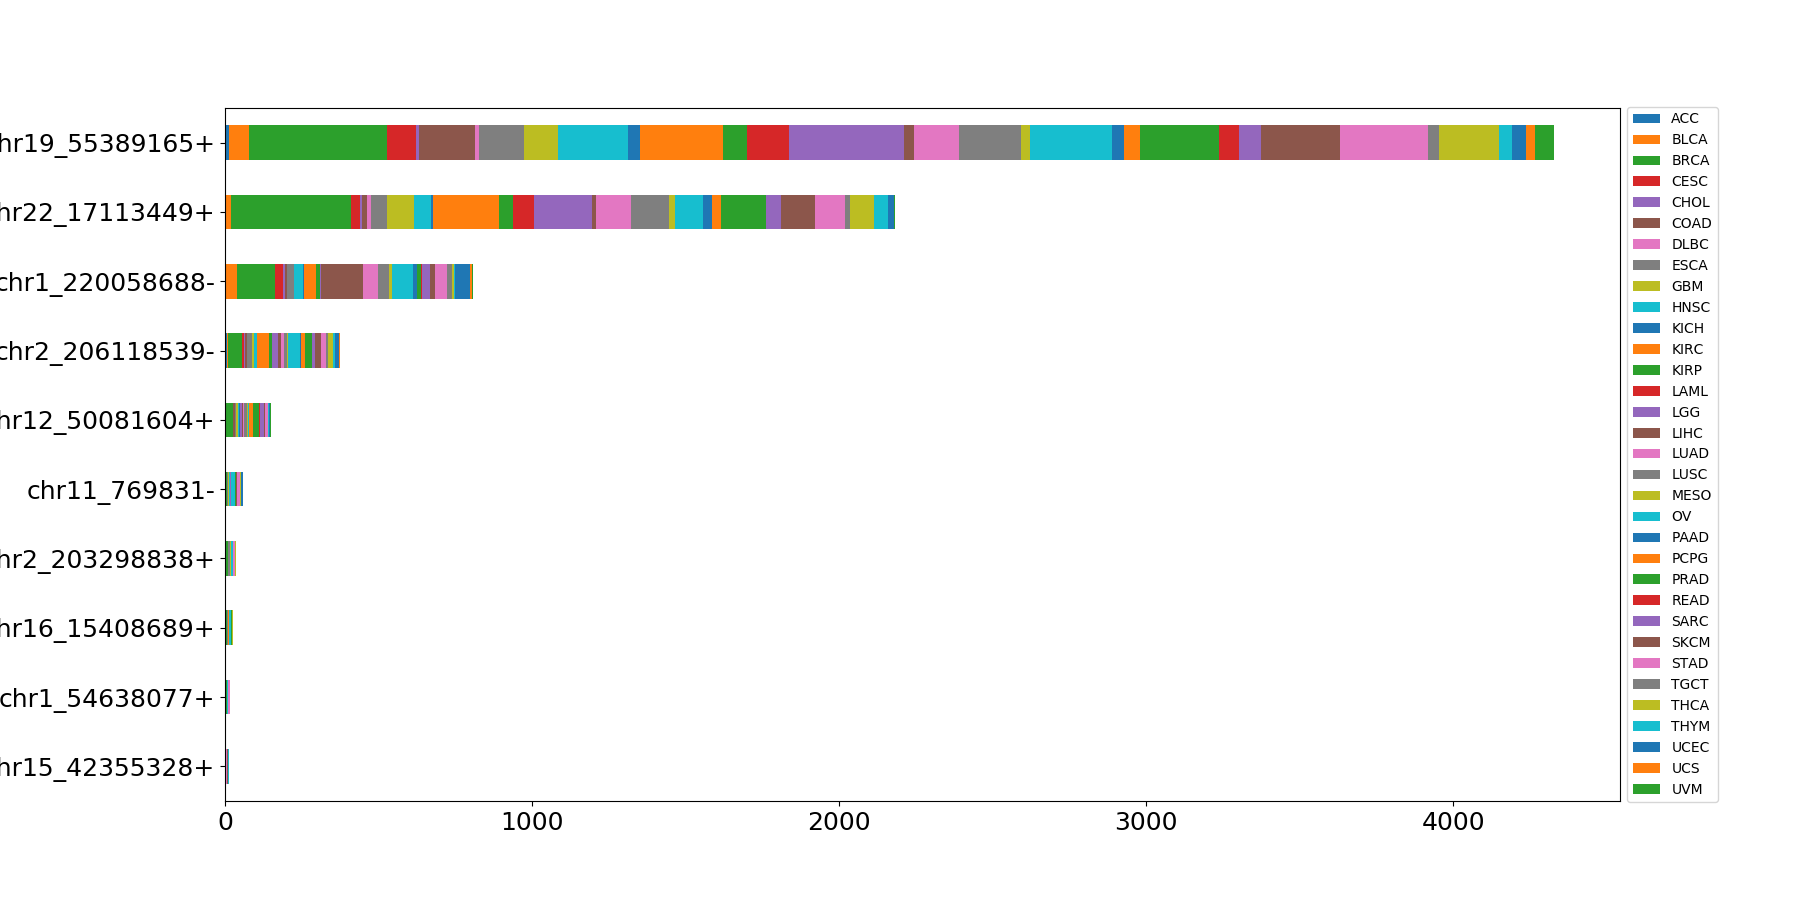 hr19_55389165+
hr22_17113449+
chr1_220058688-
chr2_206118539-
hr12_50081604+
chr11_769831-
hr2_203298838+
hr16_15408689+
chr1_54638077+
hr15_42355328+
0 1000 2000 3000 4000
ACC
BLCA
BRCA
CESC
CHOL
COAD
DLBC
ESCA
GBM
HNSC
KICH
KIRC
KIRP
LAML
LGG
LIHC
LUAD
LUSC
MESO
OV
PAAD
PCPG
PRAD
READ
SARC
SKCM
STAD
TGCT
THCA
THYM
UCEC
UCS
UVM